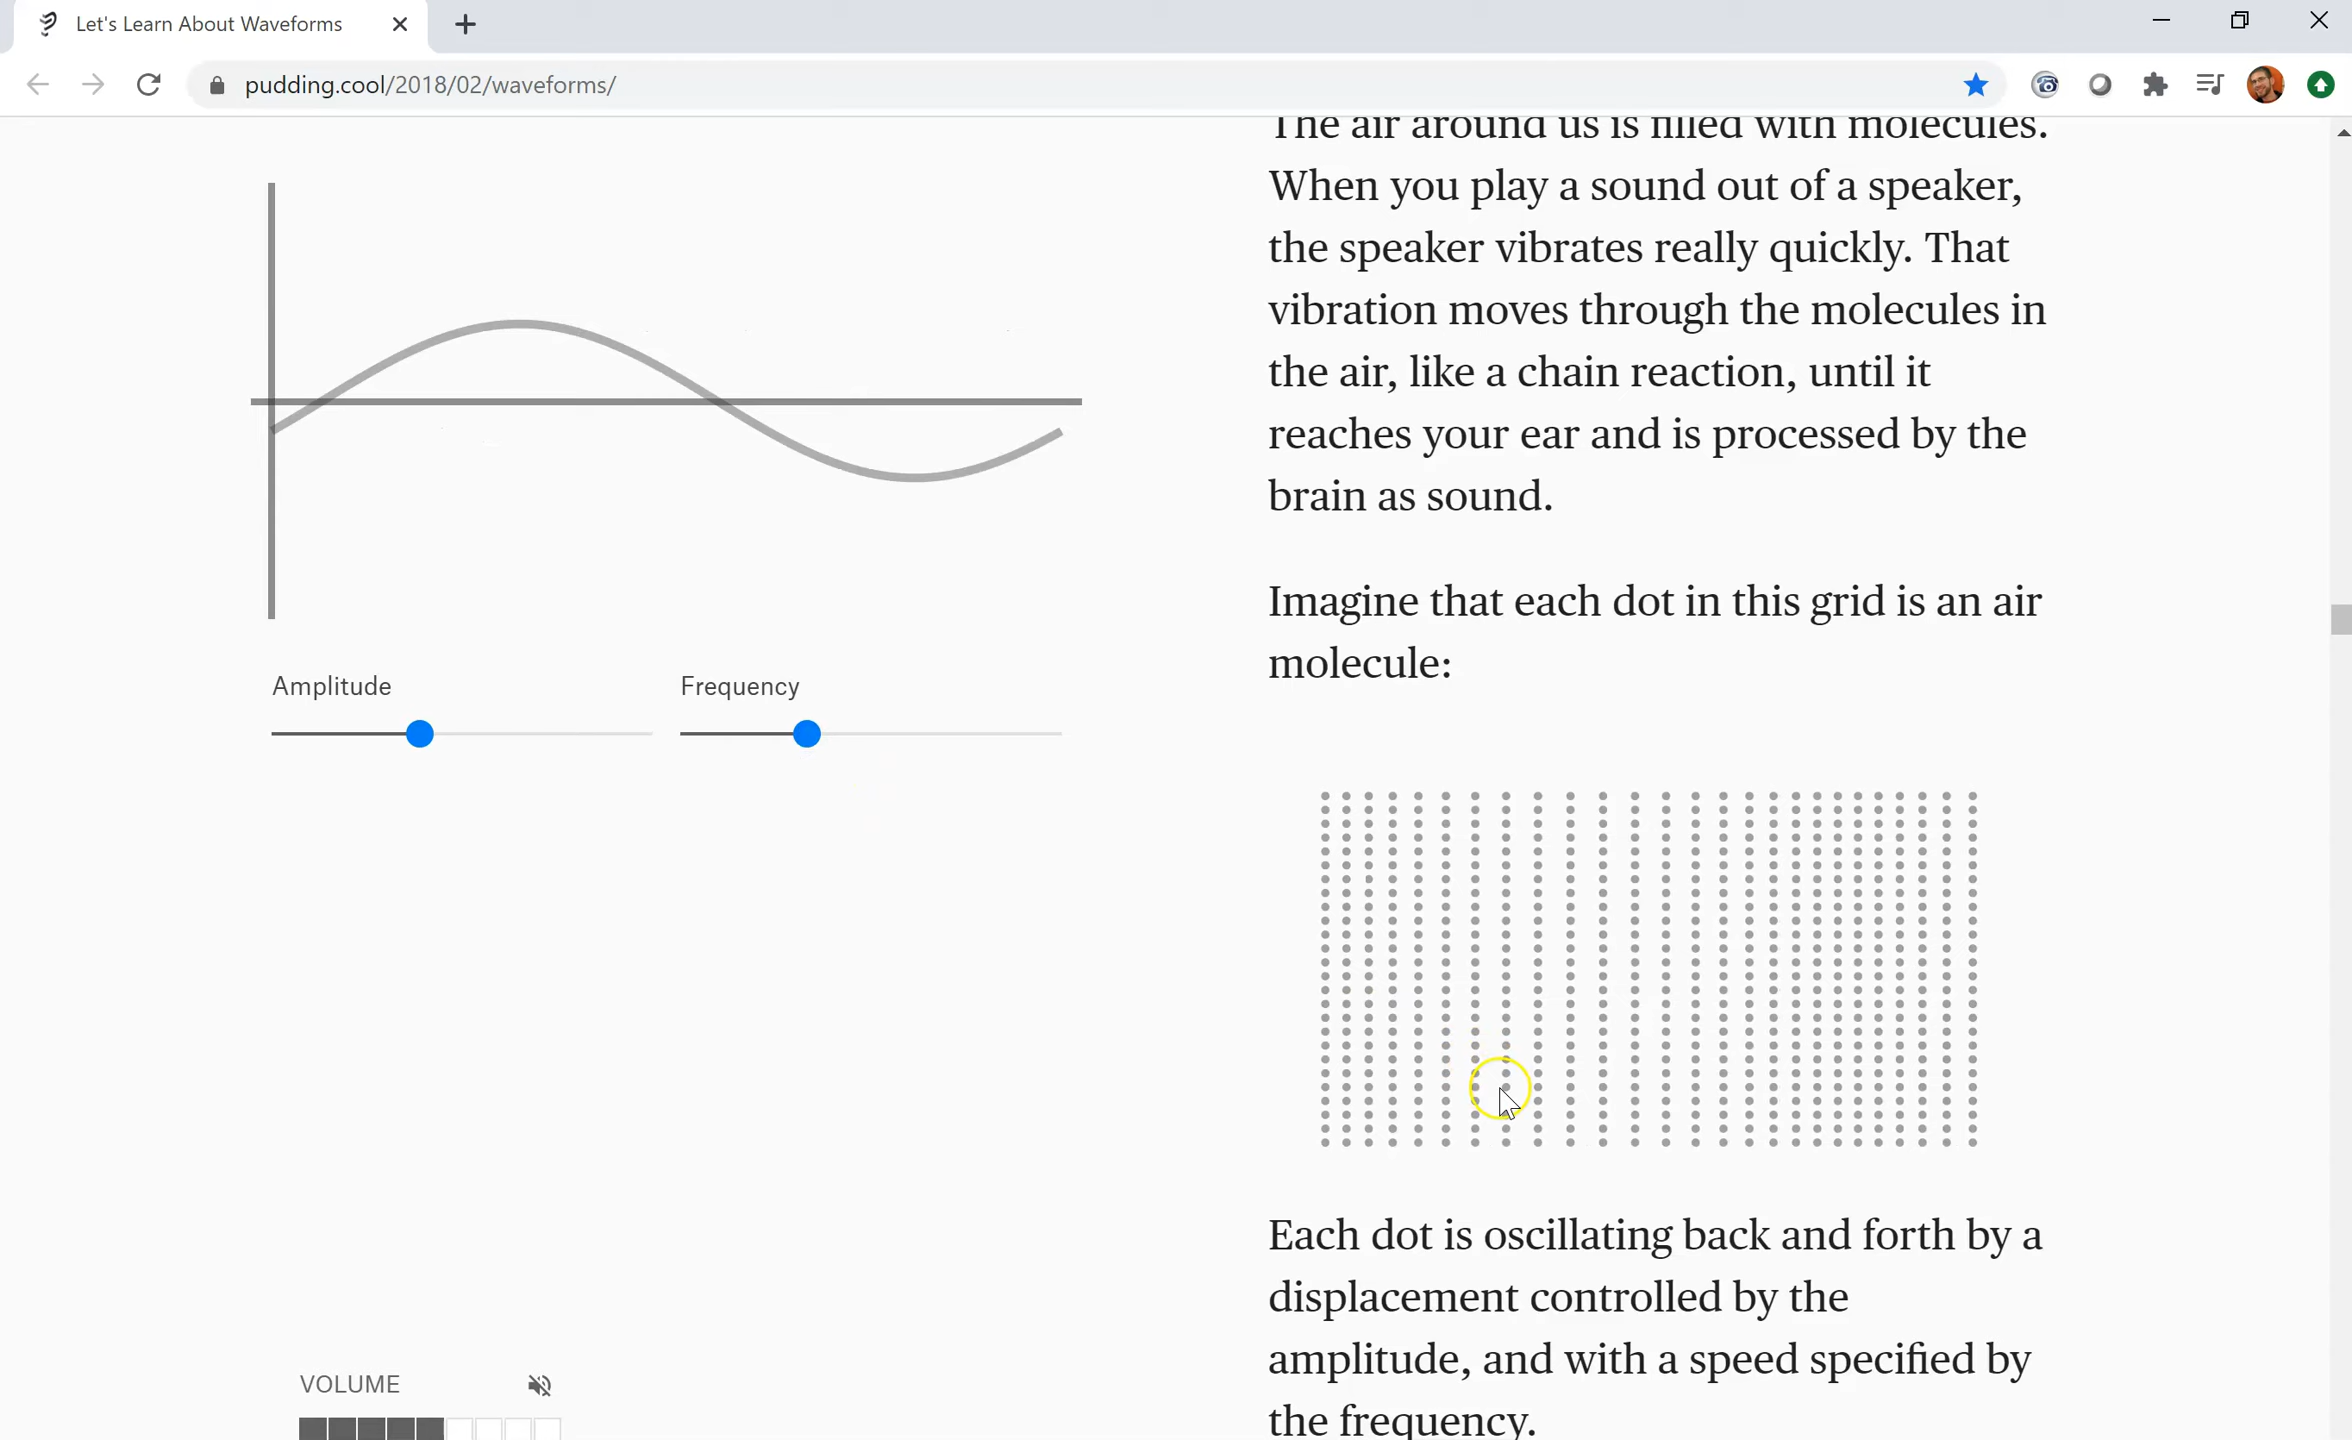 Let's Learn About Waveforms
pudding.cool/2018/02/waveforms/
The air around us is filled with molecules.
When you play a sound out of a speaker,
the speaker vibrates really quickly. That
vibration moves through the molecules in
the air, like a chain reaction, until it
reaches your ear and is processed by the
brain as sound.
Imagine that each dot in this grid is an air
molecule:
Amplitude
Frequency
Each dot is oscillating back and forth by a
displacement controlled by the
amplitude, and with a speed specified by
the frequency.
VOLUME